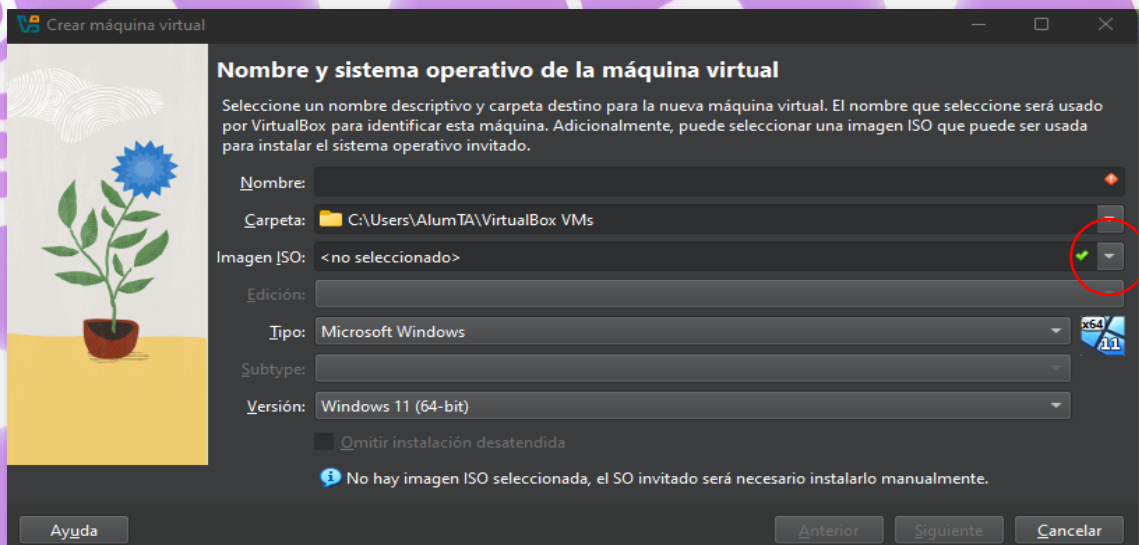 Crear máquina virtual
Nombre y sistema operativo de la máquina virtual
Seleccione un nombre descriptivo y carpeta destino para la nueva máquina virtual. El nombre que seleccione será usado
por VirtualBox para identificar esta máquina. Adicionalmente, puede seleccionar una imagen ISO que puede ser usada
para instalar el sistema operativo invitado.
Nombre:
Carpeta: C:\Users\AlumTA\VirtualBox VMs
Imagen ISO: <no seleccionado>
Edición:
Tipo: Microsoft Windows
x64
11
Subtype:
Versión: Windows 11 (64-bit)
Omitir instalación desatendida
No hay imagen ISO seleccionada, el SO invitado será necesario instalarlo manualmente.
Ayuda Anterior Siguiente Cancelar